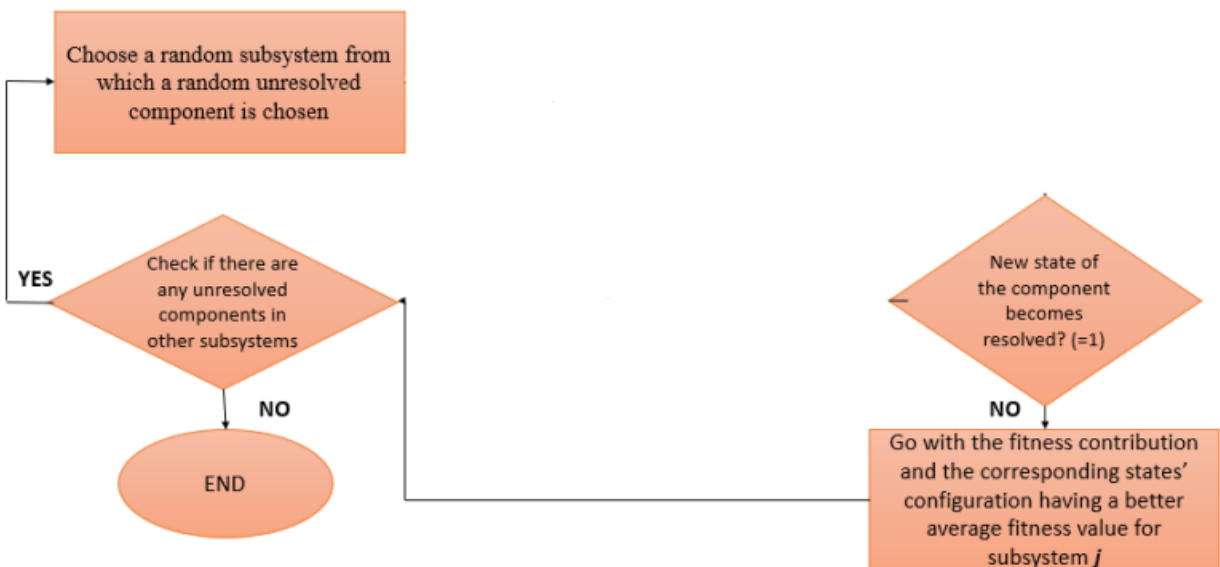 Choose a random subsystem from
which a random unresolved
component is chosen
YES
Check if there are
any unresolved
components in
other subsystems
NO
END
New state of
the component
becomes
resolved? (=1)
NO
Go with the fitness contribution
and the corresponding states’
configuration having a better
average fitness value for
subsystem j